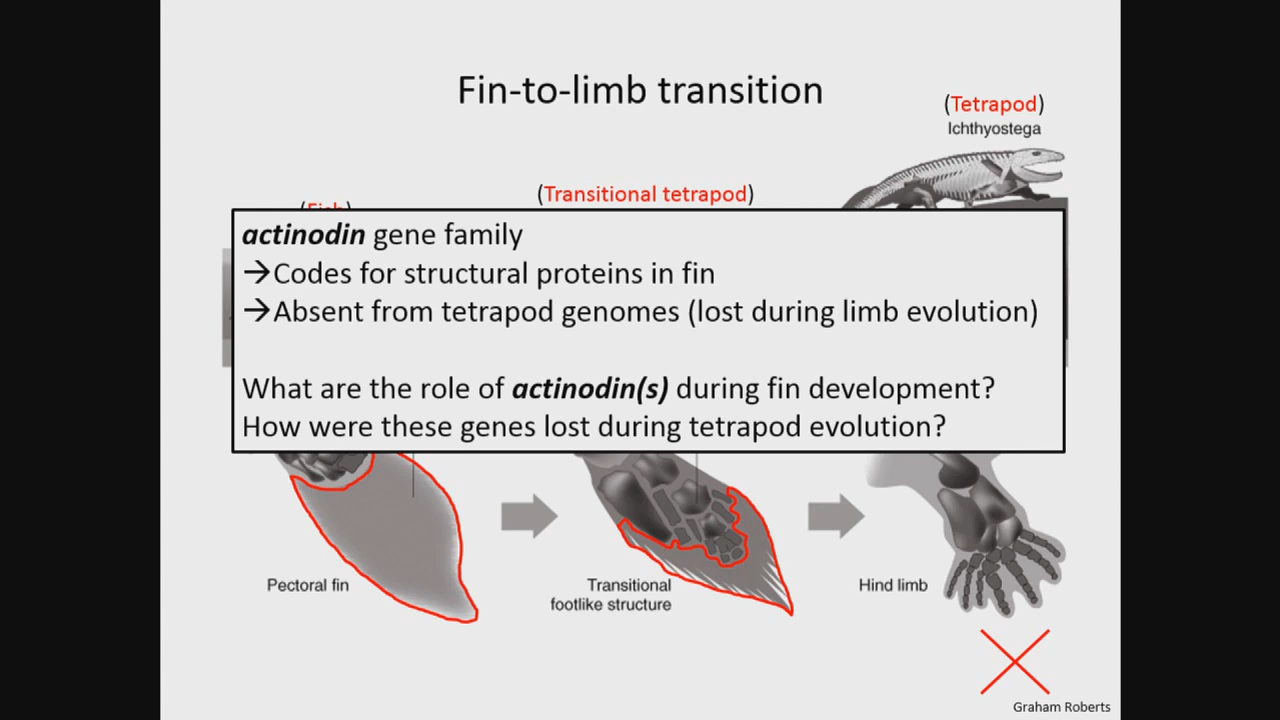 Fin-to-limb transition
(Tetrapod)
Ichthyostega
(Transitional tetrapod)
(Fish)
actinodin gene family
→Codes for structural proteins in fin
→Absent from tetrapod genomes (lost during limb evolution)
What are the role of actinodin(s) during fin development?
How were these genes lost during tetrapod evolution?
Pectoral fin
Transitional
footlike structure
Hind limb
Graham Roberts